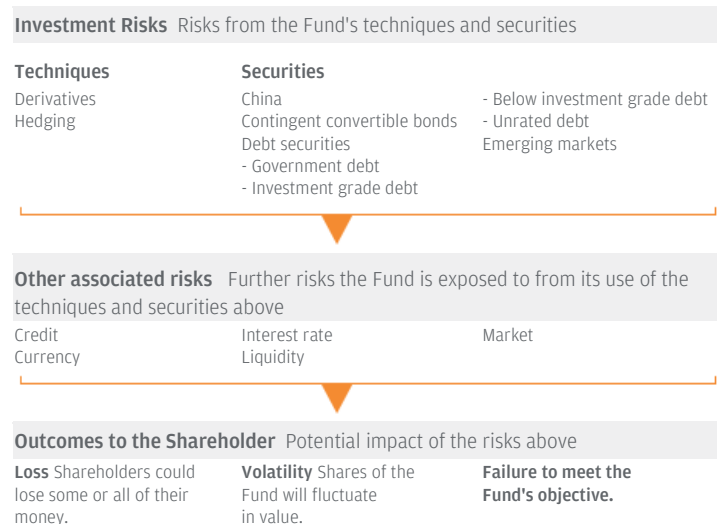 Investment Risks Risks from the Fund's techniques and securities
Techniques
Derivatives
Hedging
Securities
China
Contingent convertible bonds
Debt securities
- Government debt
- Investment grade debt
- Below investment grade debt
- Unrated debt
Emerging markets
Other associated risks Further risks the Fund is exposed to from its use of the
techniques and securities above
Credit
Currency
Interest rate
Liquidity
Market
Outcomes to the Shareholder Potential impact of the risks above
Loss Shareholders could
lose some or all of their
money.
Volatility Shares of the
Fund will fluctuate
in value.
Failure to meet the
Fund's objective.